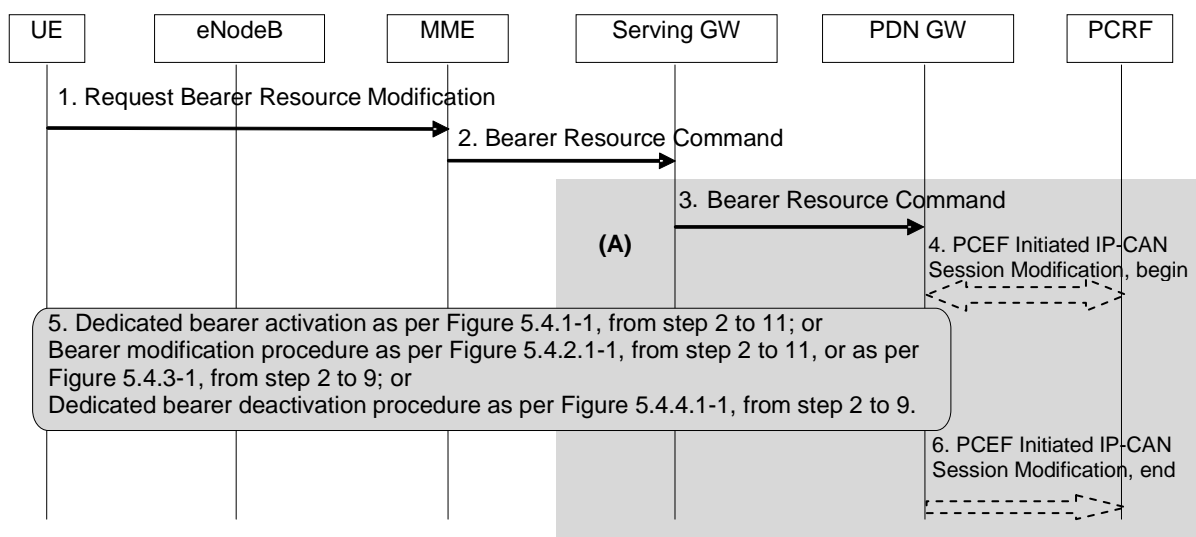 UE
eNodeB
MME
Serving GW
PDN GW
PCRF
1. Request Bearer Resource Modification
2. Bearer Resource Command
3. Bearer Resource Command
(A)
4. PCEF Initiated IP-CAN
Session Modification, begin
5. Dedicated bearer activation as per Figure 5.4.1-1, from step 2 to 11; or
Bearer modification procedure as per Figure 5.4.2.1-1, from step 2 to 11, or as per
Figure 5.4.3-1, from step 2 to 9; or
Dedicated bearer deactivation procedure as per Figure 5.4.4.1-1, from step 2 to 9.
6. PCEF Initiated IP-CAN
Session Modification, end